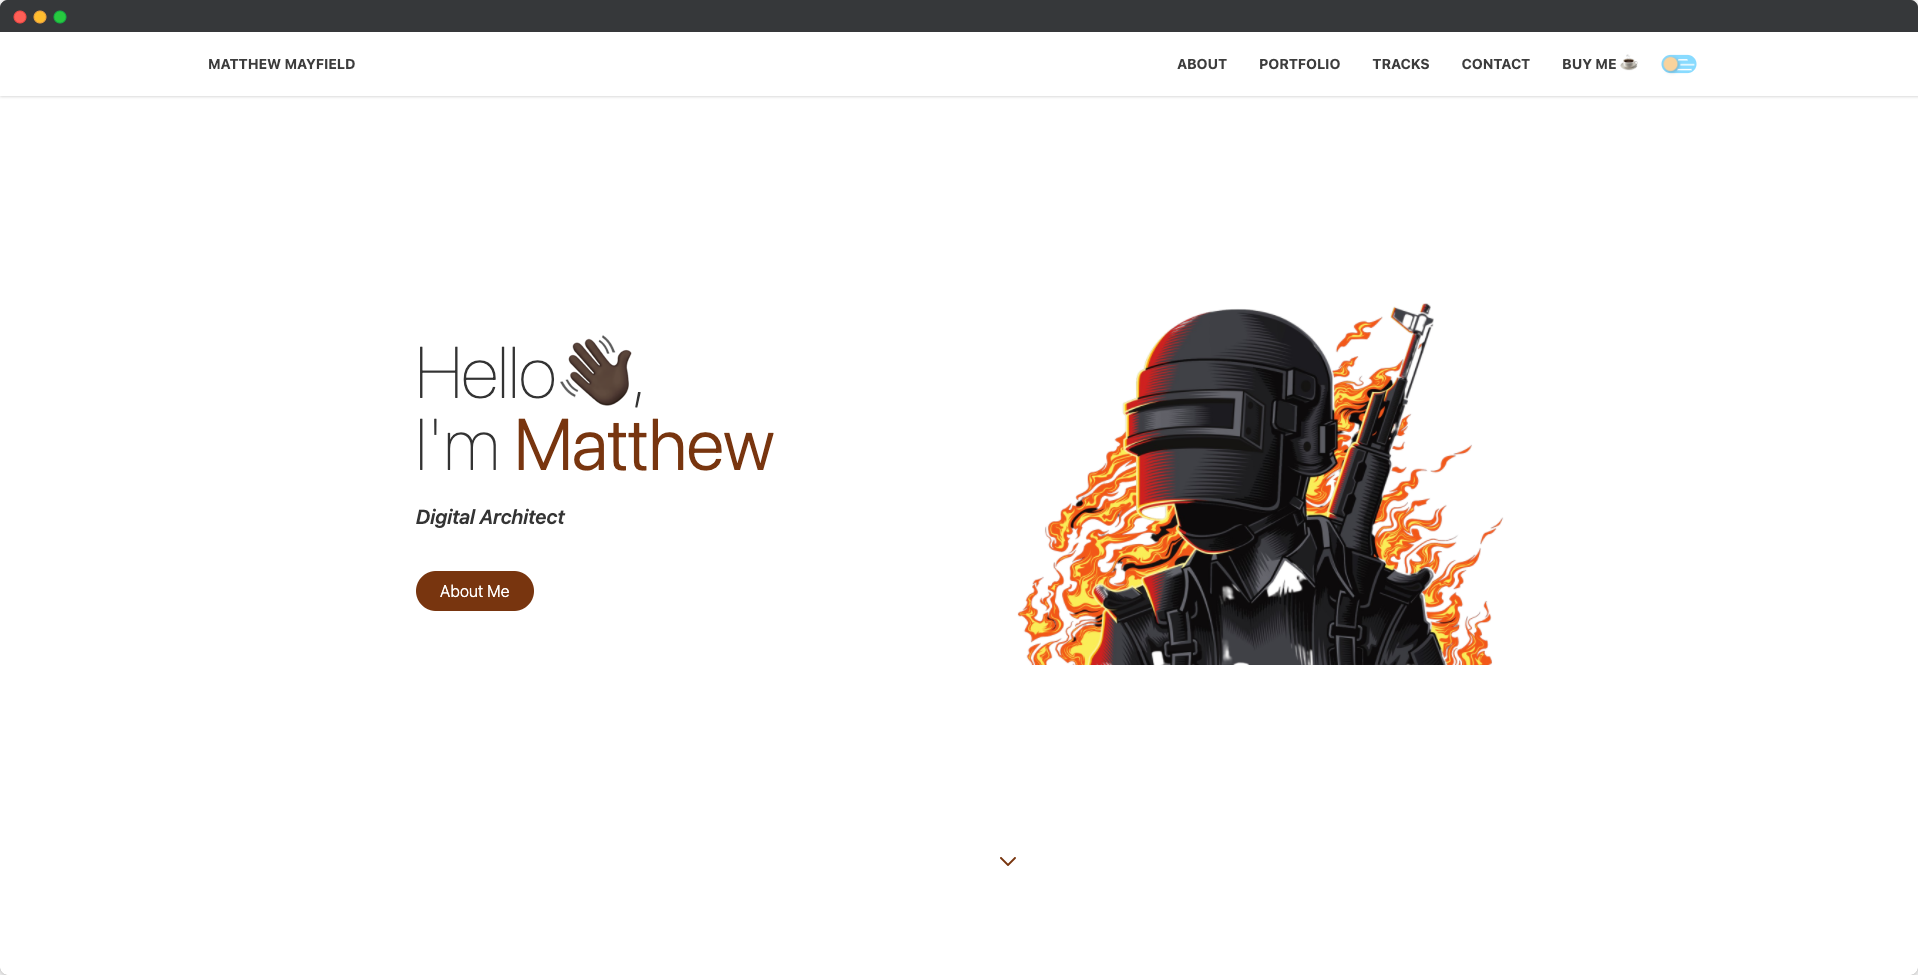 MATTHEW MAYFIELD
ABOUT PORTFOLIO TRACKS CONTACT BUY ME ☕
Hello👋🏿,
I'm Matthew
Digital Architect
About Me